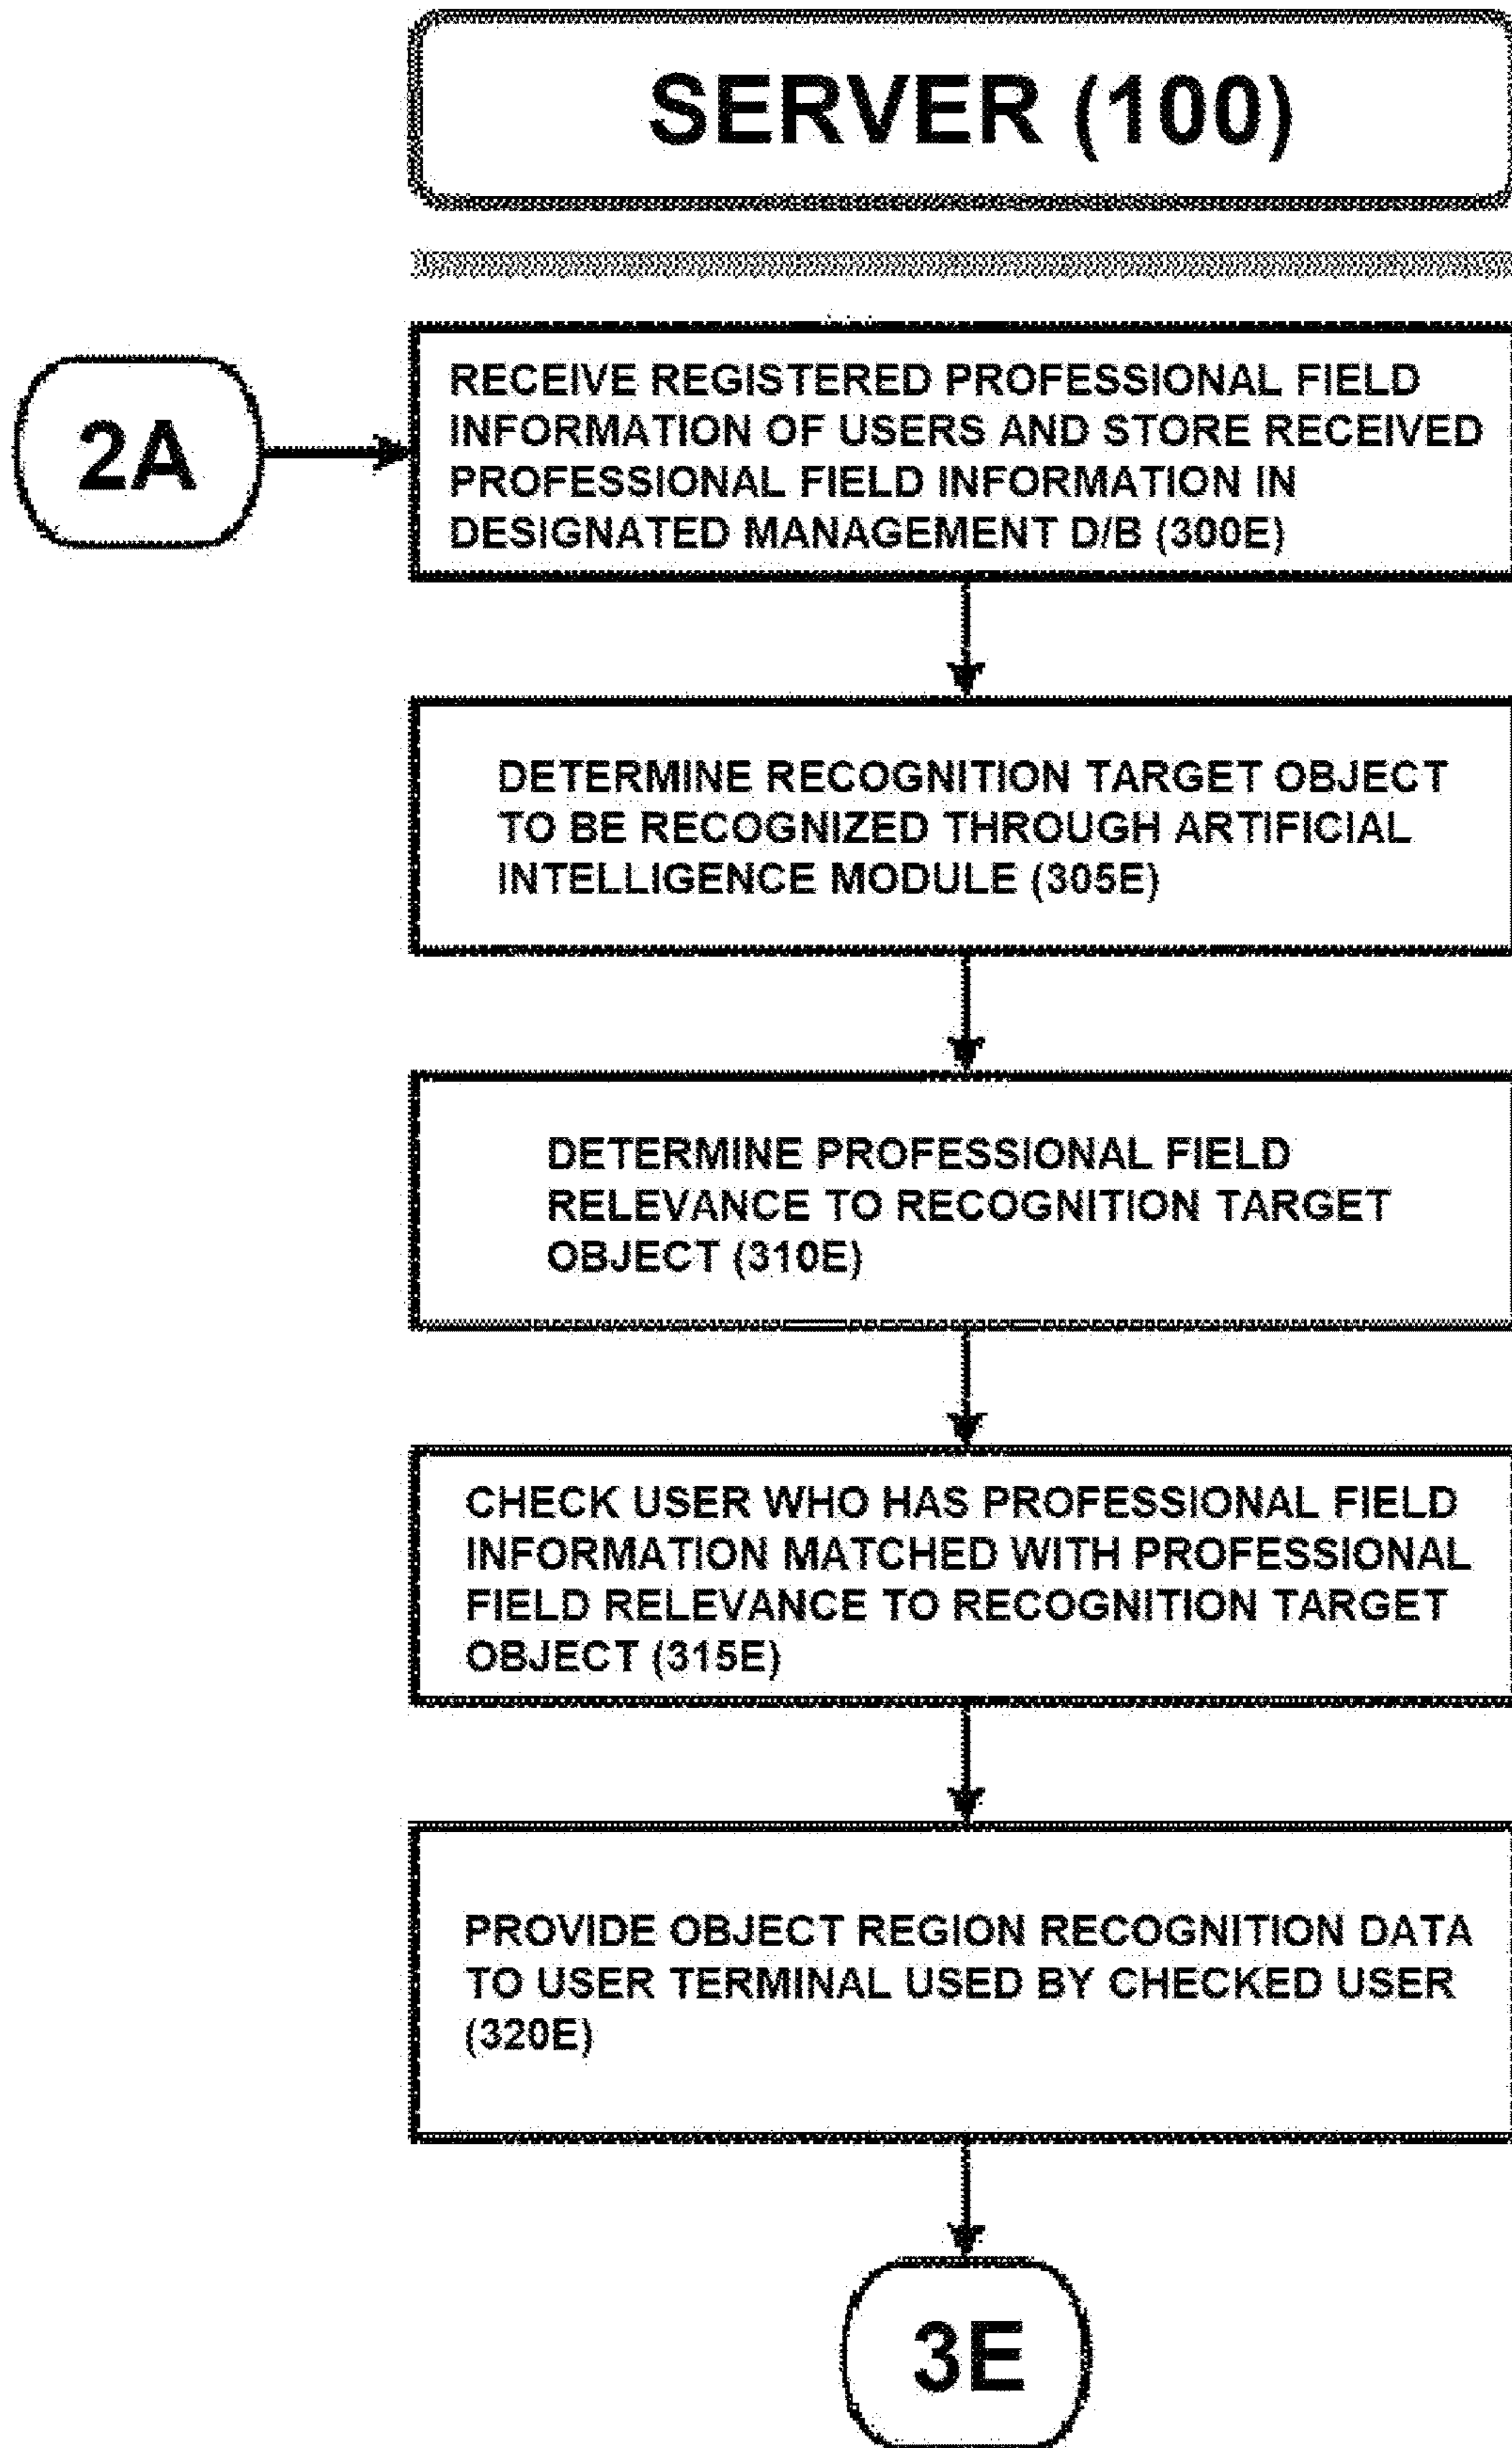 SERVER (100)
2A
RECEIVE REGISTERED PROFESSIONAL FIELD
INFORMATION OF USERS AND STORE RECEIVED
PROFESSIONAL FIELD INFORMATION IN
DESIGNATED MANAGEMENT D/B (300E)
DETERMINE RECOGNITION TARGET OBJECT
TO BE RECOGNIZED THROUGH ARTIFICIAL
INTELLIGENCE MODULE (305E)
DETERMINE PROFESSIONAL FIELD
RELEVANCE TO RECOGNITION TARGET
OBJECT (310E)
CHECK USER WHO HAS PROFESSIONAL FIELD
INFORMATION MATCHED WITH PROFESSIONAL
FIELD RELEVANCE TO RECOGNITION TARGET
OBJECT (315E)
PROVIDE OBJECT REGION RECOGNITION DATA
TO USER TERMINAL USED BY CHECKED USER
(320E)
3E